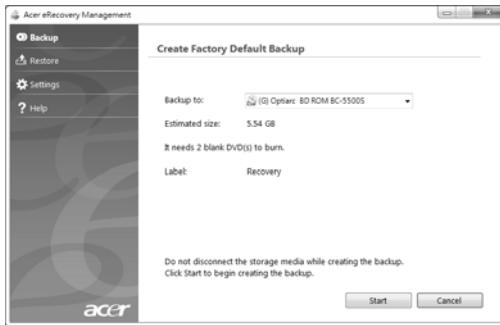 Acer eRecovery Management
Backup
Restore
Settings
Help
Create Factory Default Backup
Backup to: (G) Optiarc BD ROM BC-5500S
Estimated size: 5.54 GB
It needs 2 blank DVD(s) to burn.
Label: Recovery
Do not disconnect the storage media while creating the backup.
Click Start to begin creating the backup.
Start Cancel
acer